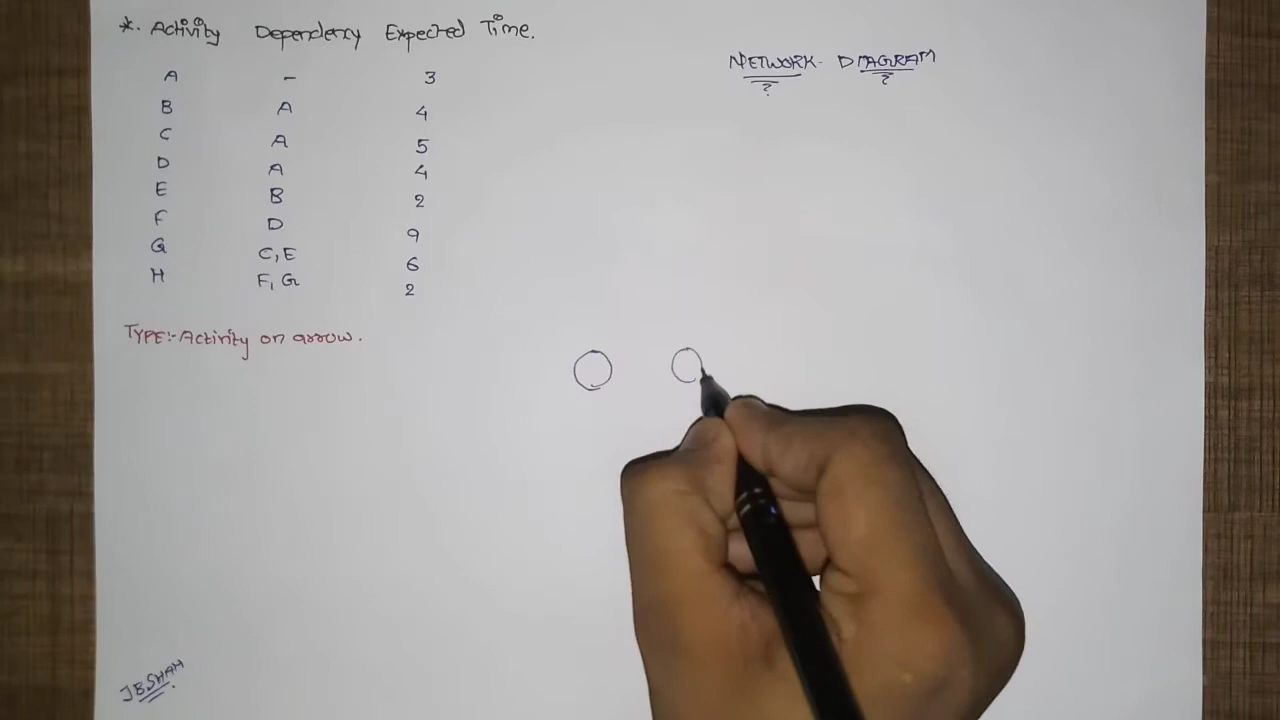 *. Activity Dependency Expected Time.
A - 3
B A 4
C A 5
D A 4
E B 2
F D 9
G C, E 6
H F, G 2
TYPE:- Activity on arrow.
NETWORK - DIAGRAM
? ?
JBSHAH